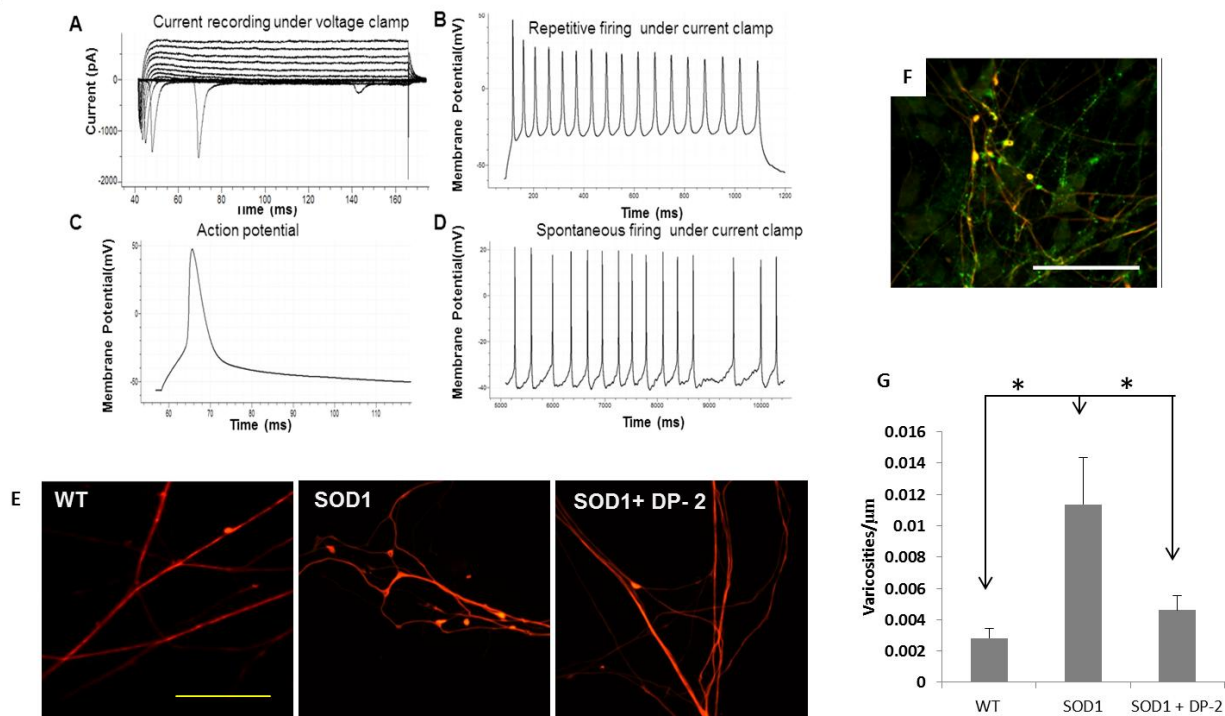 A
Current recording under voltage clamp
Current (pA)
0
-1000
-2000
40 60 80 100 120 140 160
Time (ms)
B
Repetitive firing under current clamp
Membrane Potential(mV)
50
0
-50
200 400 600 800 1000 1200
Time (ms)
C
Action potential
Membrane Potential(mV)
50
0
-50
60 70 80 90 100 110
Time (ms)
D
Spontaneous firing under current clamp
Membrane Potential(mV)
20
0
-20
-40
5000 6000 7000 8000 9000 10000
Time (ms)
E
WT
SOD1
SOD1+ DP- 2
F
G
* *
Varicosities/µm
0.016
0.014
0.012
0.01
0.008
0.006
0.004
0.002
0
WT SOD1 SOD1 + DP-2